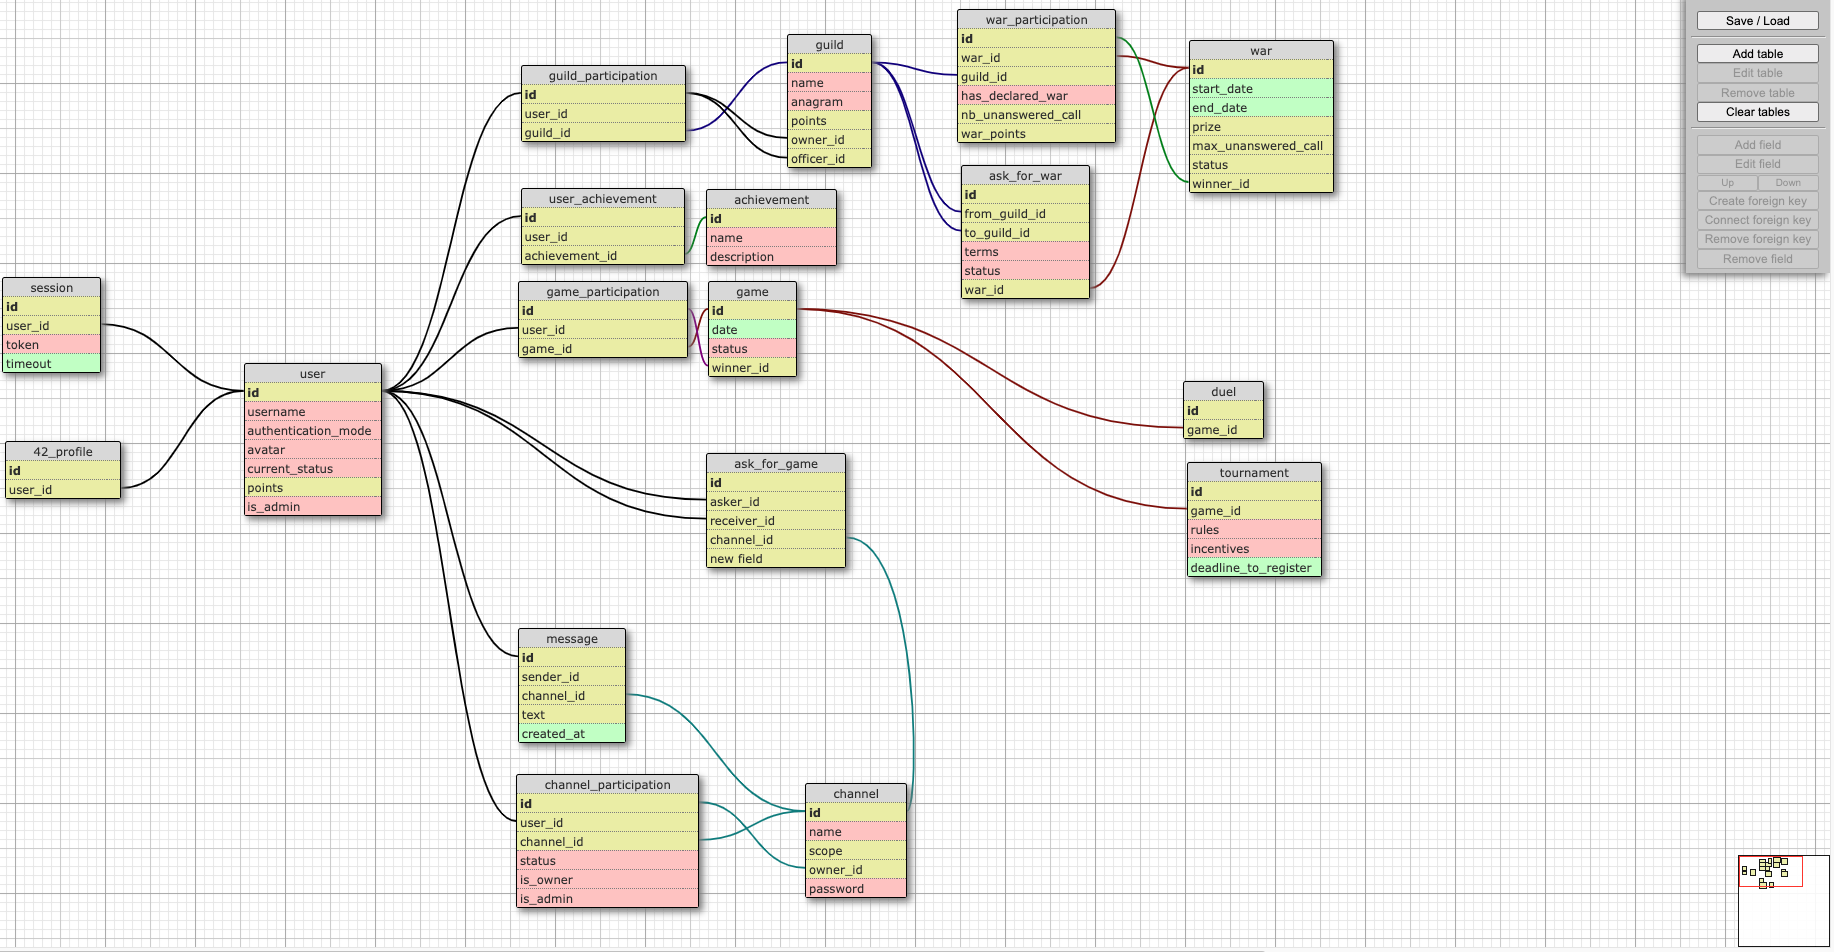 session
id
user_id
token
timeout
42_profile
id
user_id
user
id
username
authentication_mode
avatar
current_status
points
is_admin
guild_participation
id
user_id
guild_id
user_achievement
id
user_id
achievement_id
game_participation
id
user_id
game_id
guild
id
name
anagram
points
owner_id
officer_id
achievement
id
name
description
game
id
date
status
winner_id
ask_for_game
id
asker_id
receiver_id
channel_id
new field
message
id
sender_id
channel_id
text
created_at
channel_participation
id
user_id
channel_id
status
is_owner
is_admin
channel
id
name
scope
owner_id
password
war_participation
id
war_id
guild_id
has_declared_war
nb_unanswered_call
war_points
ask_for_war
id
from_guild_id
to_guild_id
terms
status
war_id
war
id
start_date
end_date
prize
max_unanswered_call
status
winner_id
duel
id
game_id
tournament
id
game_id
rules
incentives
deadline_to_register
Save / Load
Add table
Edit table
Remove table
Clear tables
Add field
Edit field
Up Down
Create foreign key
Connect foreign key
Remove foreign key
Remove field